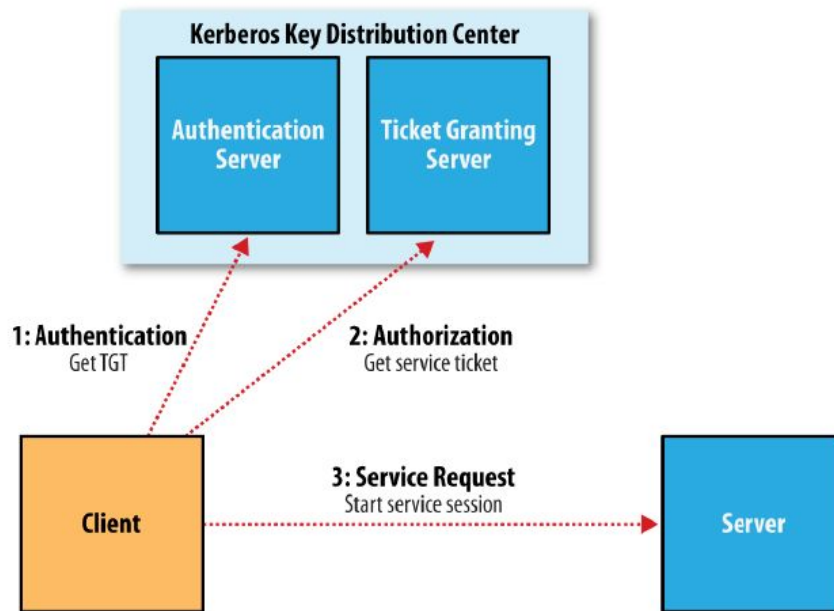 Kerberos Key Distribution Center
Authentication
Server
Ticket Granting
Server
1: Authentication
Get TGT
2: Authorization
Get service ticket
3: Service Request
Start service session
Client
Server